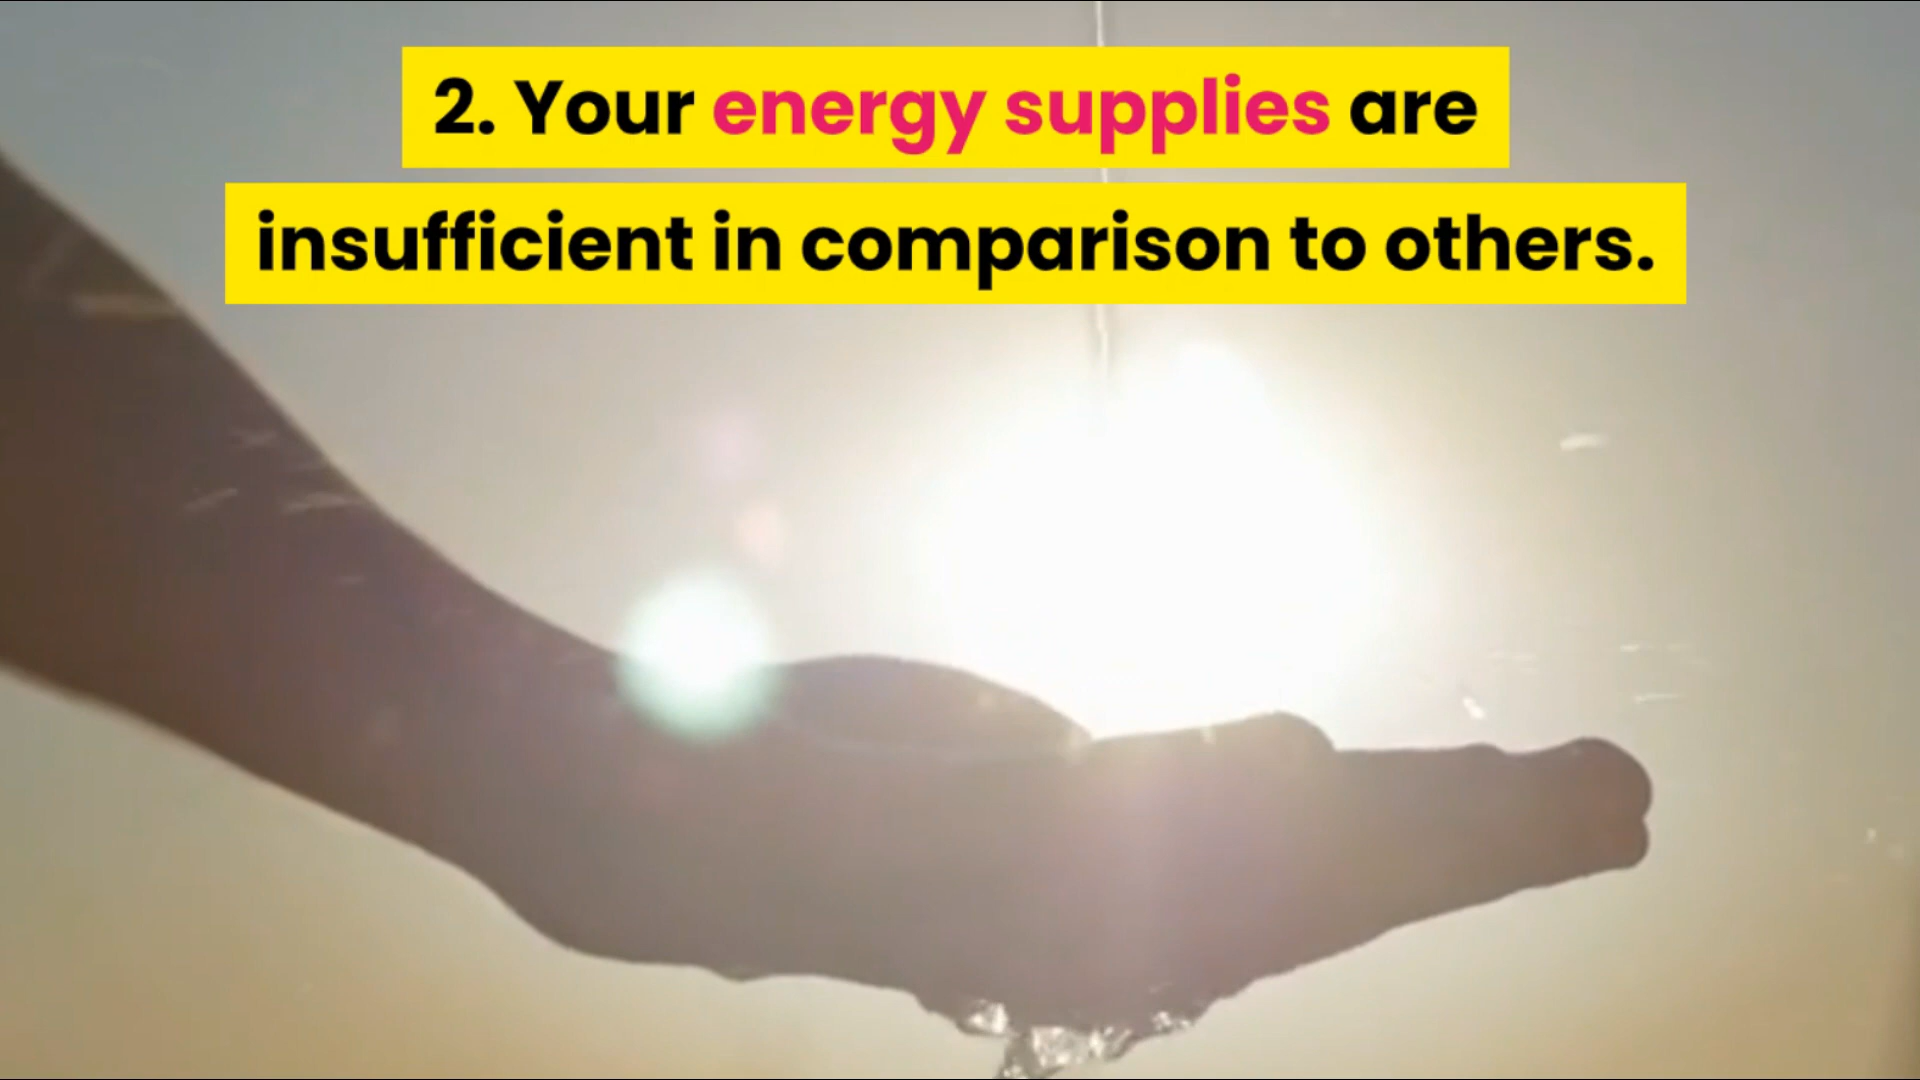 2. Your energy supplies are
insufficient in comparison to others.